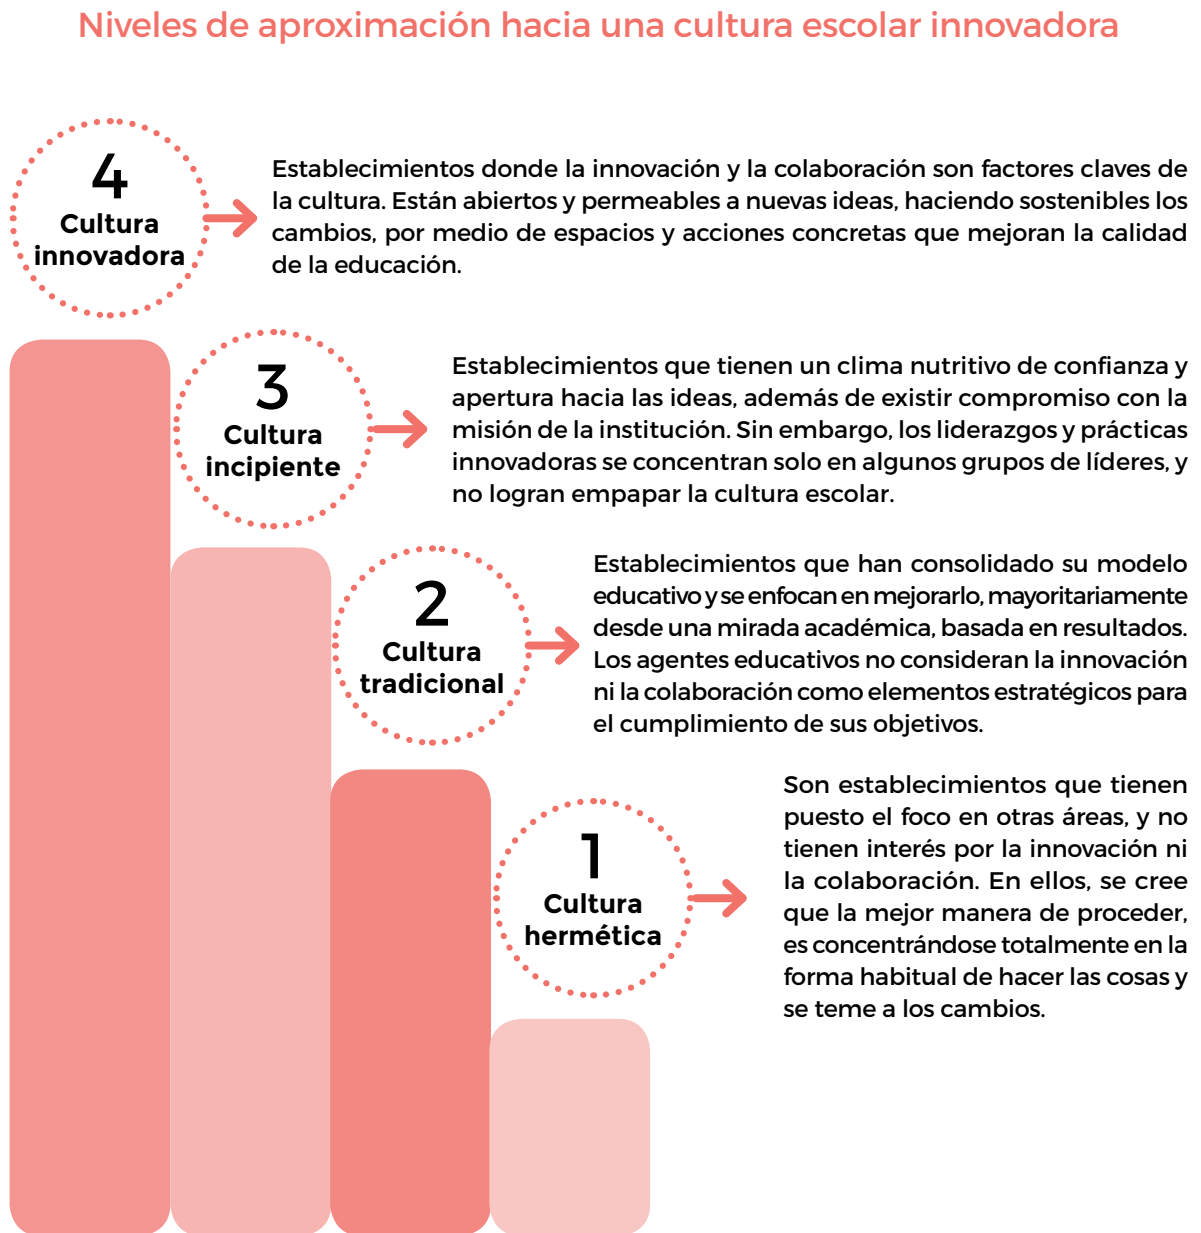 Niveles de aproximación hacia una cultura escolar innovadora
4
Cultura
innovadora
Establecimientos donde la innovación y la colaboración son factores claves de
la cultura. Están abiertos y permeables a nuevas ideas, haciendo sostenibles los
cambios, por medio de espacios y acciones concretas que mejoran la calidad
de la educación.
3
Cultura
incipiente
Establecimientos que tienen un clima nutritivo de confianza y
apertura hacia las ideas, además de existir compromiso con la
misión de la institución. Sin embargo, los liderazgos y prácticas
innovadoras se concentran solo en algunos grupos de líderes, y
no logran empapar la cultura escolar.
2
Cultura
tradicional
Establecimientos que han consolidado su modelo
educativo y se enfocan en mejorarlo, mayoritariamente
desde una mirada académica, basada en resultados.
Los agentes educativos no consideran la innovación
ni la colaboración como elementos estratégicos para
el cumplimiento de sus objetivos.
1
Cultura
hermética
Son establecimientos que tienen
puesto el foco en otras áreas, y no
tienen interés por la innovación ni
la colaboración. En ellos, se cree
que la mejor manera de proceder,
es concentrándose totalmente en la
forma habitual de hacer las cosas y
se teme a los cambios.